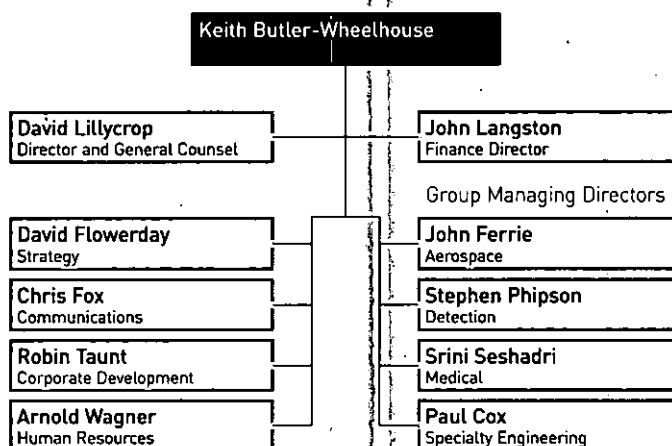 Keith Butler-Wheelhouse
David Lillycrop
Director and General Counsel
John Langston
Finance Director
Group Managing Directors
David Flowerday
Strategy
John Ferrie
Aerospace
Chris Fox
Communications
Stephen Phipson
Detection
Robin Taunt
Corporate Development
Srini Seshadri
Medical
Arnold Wagner
Human Resources
Paul Cox
Specialty Engineering